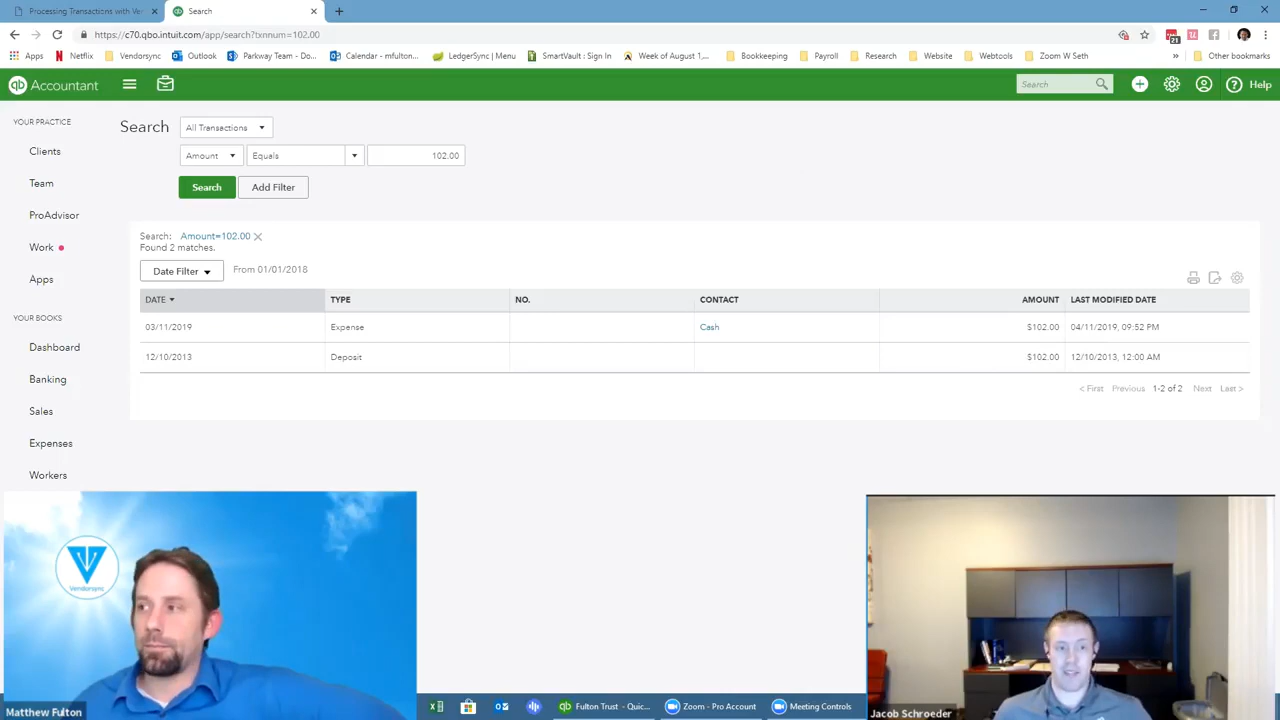 Processing Transactions with Ve
Search
https://c70.qbo.intuit.com/app/search?txnnum=102.00
21
Apps
Netflix
Vendorsync
Outlook
Parkway Team - Do...
Calendar - mfulton...
LedgerSync | Menu
SmartVault : Sign In
Week of August 1,...
Bookkeeping
Payroll
Research
Website
Webtools
Zoom W Seth
»
Other bookmarks
qb Accountant
Search
Help
YOUR PRACTICE
Clients
Team
ProAdvisor
Work
Apps
YOUR BOOKS
Dashboard
Banking
Sales
Expenses
Workers
Search
All Transactions
Amount
Equals
102.00
Search
Add Filter
Search: Amount=102.00
Found 2 matches.
Date Filter
From 01/01/2018
DATE TYPE NO. CONTACT AMOUNT LAST MODIFIED DATE
03/11/2019 Expense Cash $102.00 04/11/2019, 09:52 PM
12/10/2013 Deposit $102.00 12/10/2013, 12:00 AM
< First Previous 1-2 of 2 Next Last >
Vendorsync
Matthew Fulton
Fulton Trust - Quic...
Zoom - Pro Account
Meeting Controls
Jacob Schroeder